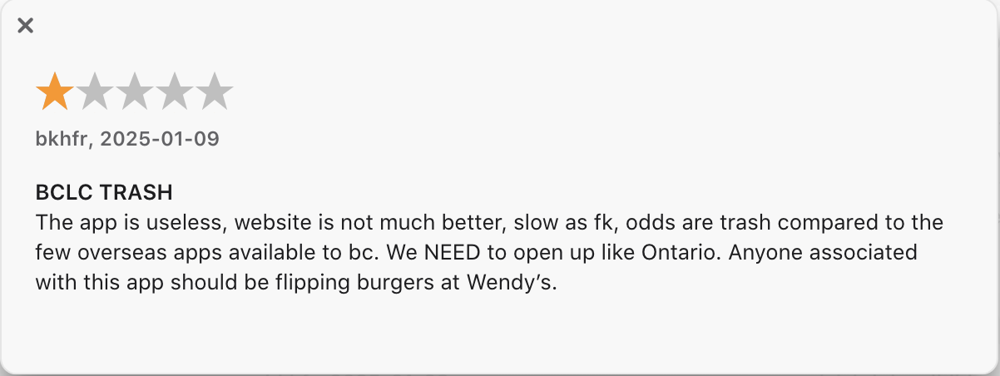 bkhfr, 2025-01-09
BCLC TRASH
The app is useless, website is not much better, slow as fk, odds are trash compared to the
few overseas apps available to bc. We NEED to open up like Ontario. Anyone associated
with this app should be flipping burgers at Wendy’s.